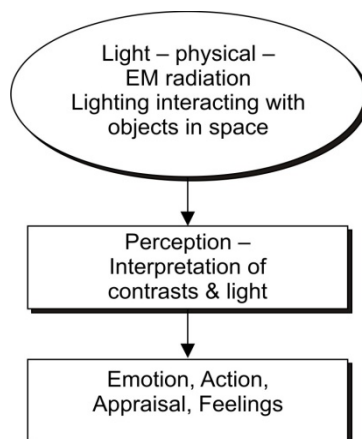 Light – physical –
EM radiation
Lighting interacting with
objects in space
Perception –
Interpretation of
contrasts & light
Emotion, Action,
Appraisal, Feelings